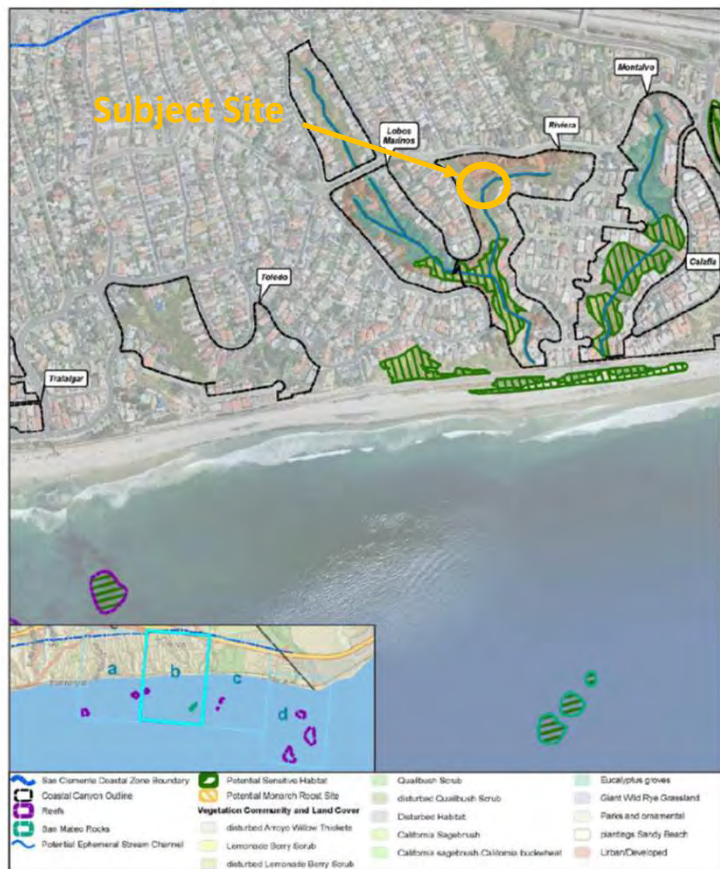 Montalvo
Subject Site
Lobos
Marinos
Riviera
Calafia
Toledo
Trafalgar
a
b
c
d
San Clemente Coastal Zone Boundary
Coastal Canyon Outline
Reefs
San Mateo Rocks
Potential Ephemeral Stream Channel
Potential Sensitive Habitat
Potential Monarch Roost Site
Vegetation Community and Land Cover
disturbed Arroyo Willow Thickets
Lemonade Berry Scrub
disturbed Lemonade Berry Scrub
Quailbush Scrub
disturbed Quailbush Scrub
Disturbed Habitat
California Sagebrush
California sagebrush-California buckwheat
Eucalyptus groves
Giant Wild Rye Grassland
Parks and ornamental
plantings Sandy Beach
Urban/Developed